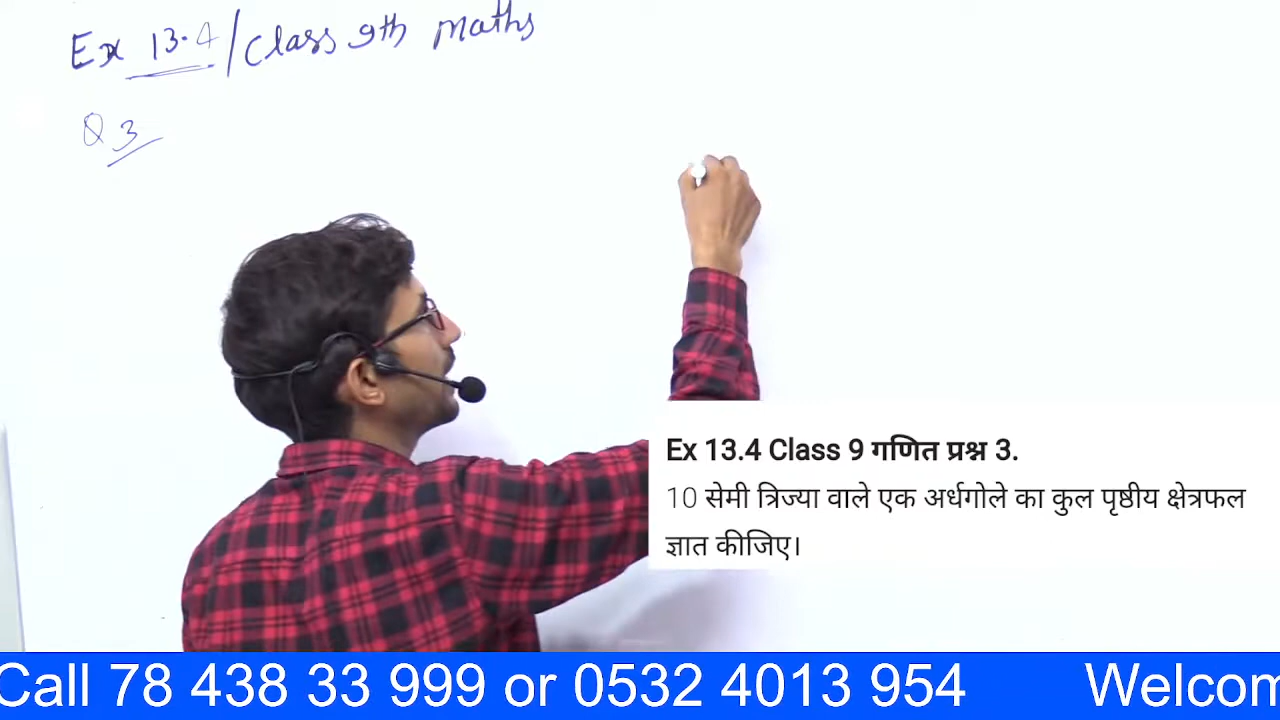 Ex 13.4 / Class 9th maths
Q 3
Ex 13.4 Class 9 गणित प्रश्न 3.
10 सेमी त्रिज्या वाले एक अर्धगोले का कुल पृष्ठीय क्षेत्रफल
ज्ञात कीजिए।
Call 78 438 33 999 or 0532 4013 954 Welcom